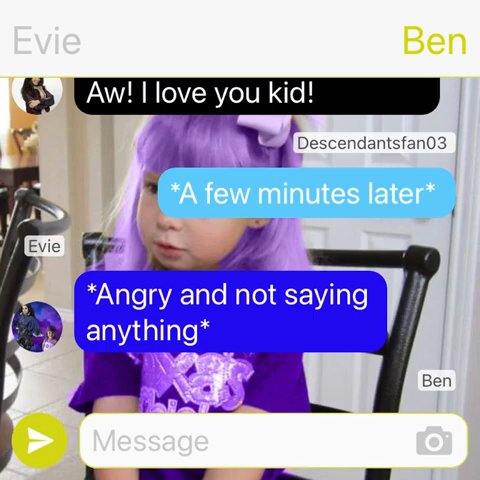 Evie
Ben
Aw! I love you kid!
Descendantsfan03
*A few minutes later*
Evie
*Angry and not saying
anything*
Ben
Message